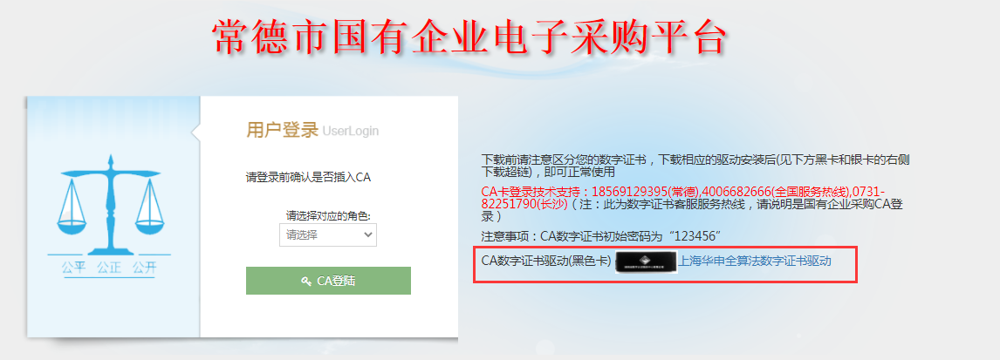 常德市国有企业电子采购平台
用户登录 UserLogin
请登录前确认是否插入CA
请选择对应的角色:
请选择
CA登陆
公平 公正 公开
下载前请注意区分您的数字证书，下载相应的驱动安装后(见下方黑卡和银卡的右侧
下载超链)，即可正常使用
CA卡登录技术支持：18569129395(常德),4006682666(全国服务热线),0731-
82251790(长沙)（注：此为数字证书客服服务热线，请说明是国有企业采购CA登
录）
注意事项：CA数字证书初始密码为“123456”
CA数字证书驱动(黑色卡) 上海华申全算法数字证书驱动